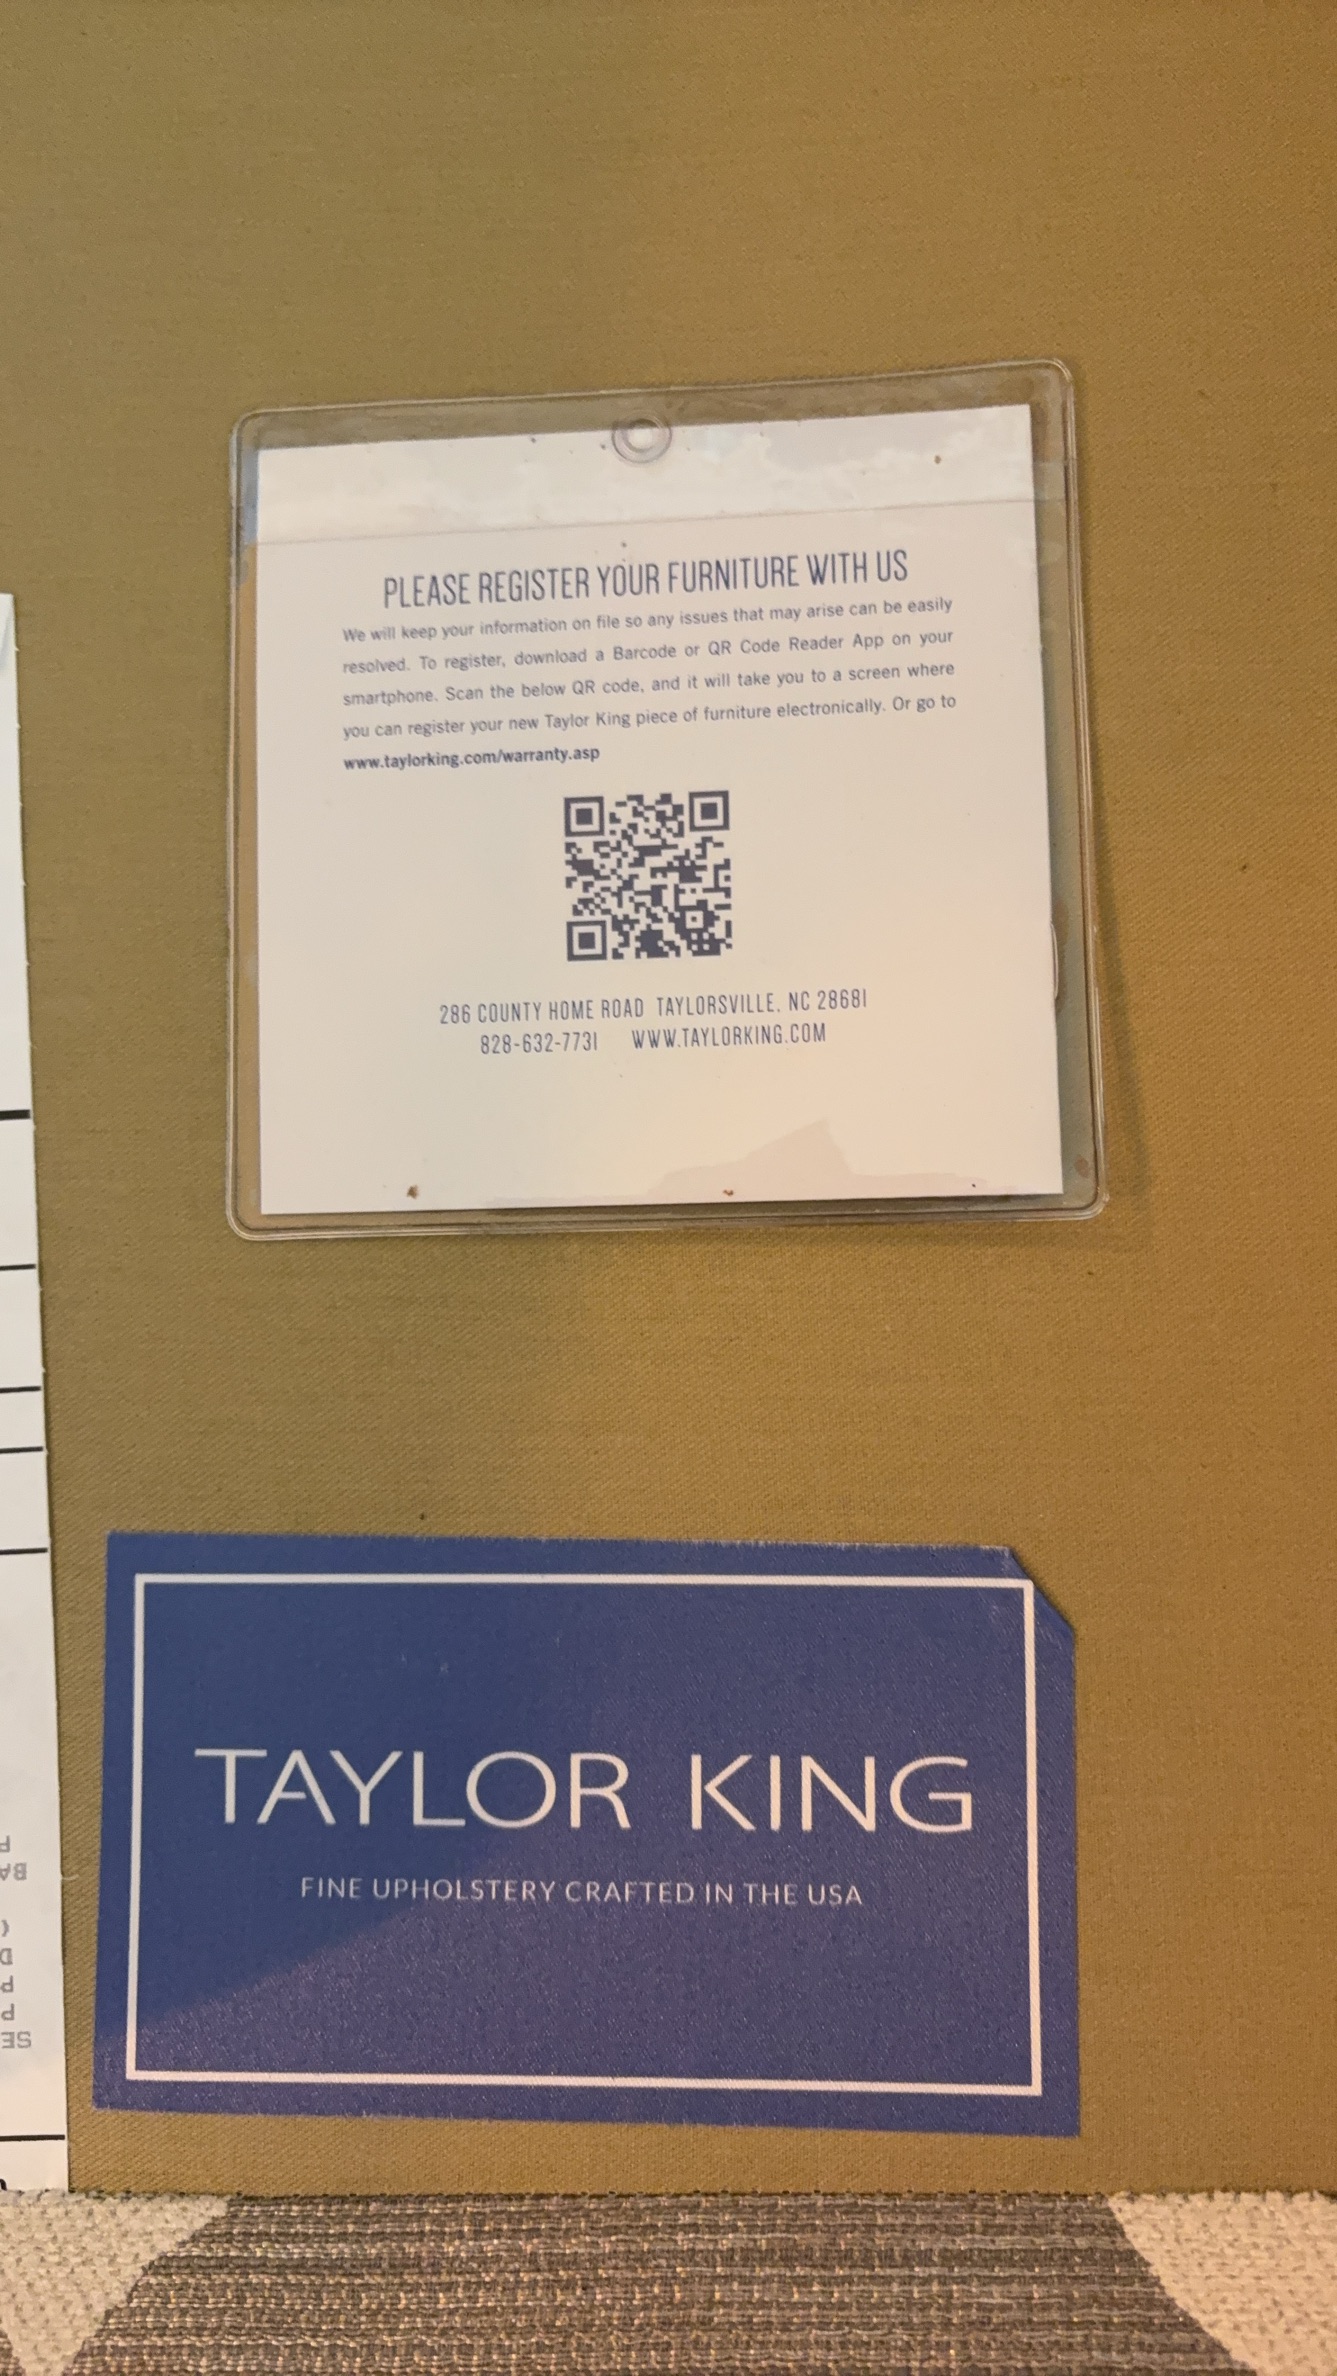 PLEASE REGISTER YOUR FURNITURE WITH US
We will keep your information on file so any issues that may arise can be easily
resolved. To register, download a Barcode or QR Code Reader App on your
smartphone. Scan the below QR code, and it will take you to a screen where
you can register your new Taylor King piece of furniture electronically. Or go to
www.taylorking.com/warranty.asp
286 COUNTY HOME ROAD TAYLORSVILLE, NC 28681
828-632-7731 WWW.TAYLORKING.COM
TAYLOR KING
FINE UPHOLSTERY CRAFTED IN THE USA